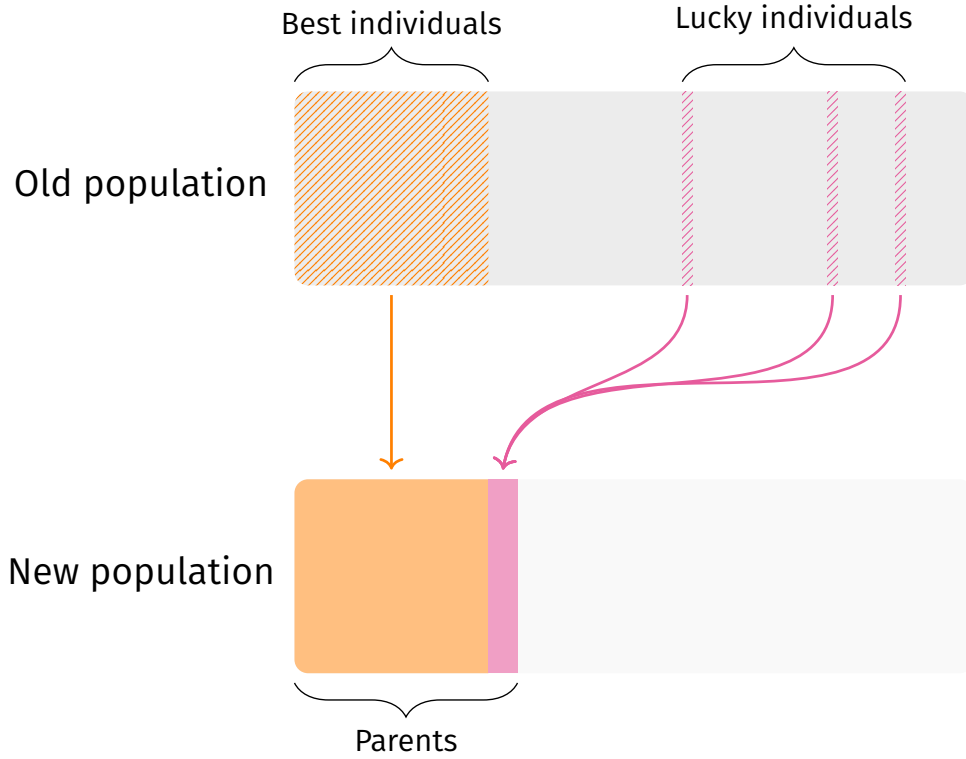 Best individuals
Lucky individuals
Old population
New population
Parents